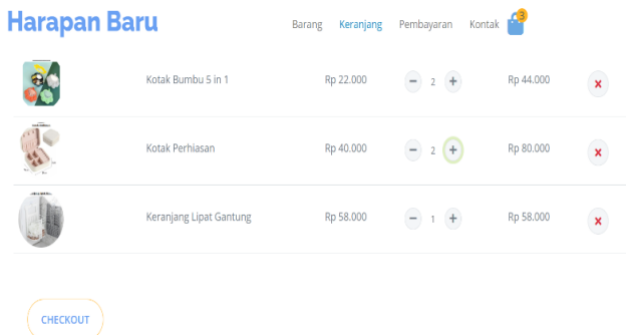 Harapan Baru
Barang Keranjang Pembayaran Kontak 3
Kotak Bumbu 5 in 1 Rp 22.000 − 2 + Rp 44.000 ×
Kotak Perhiasan Rp 40.000 − 2 + Rp 80.000 ×
Keranjang Lipat Gantung Rp 58.000 − 1 + Rp 58.000 ×
CHECKOUT